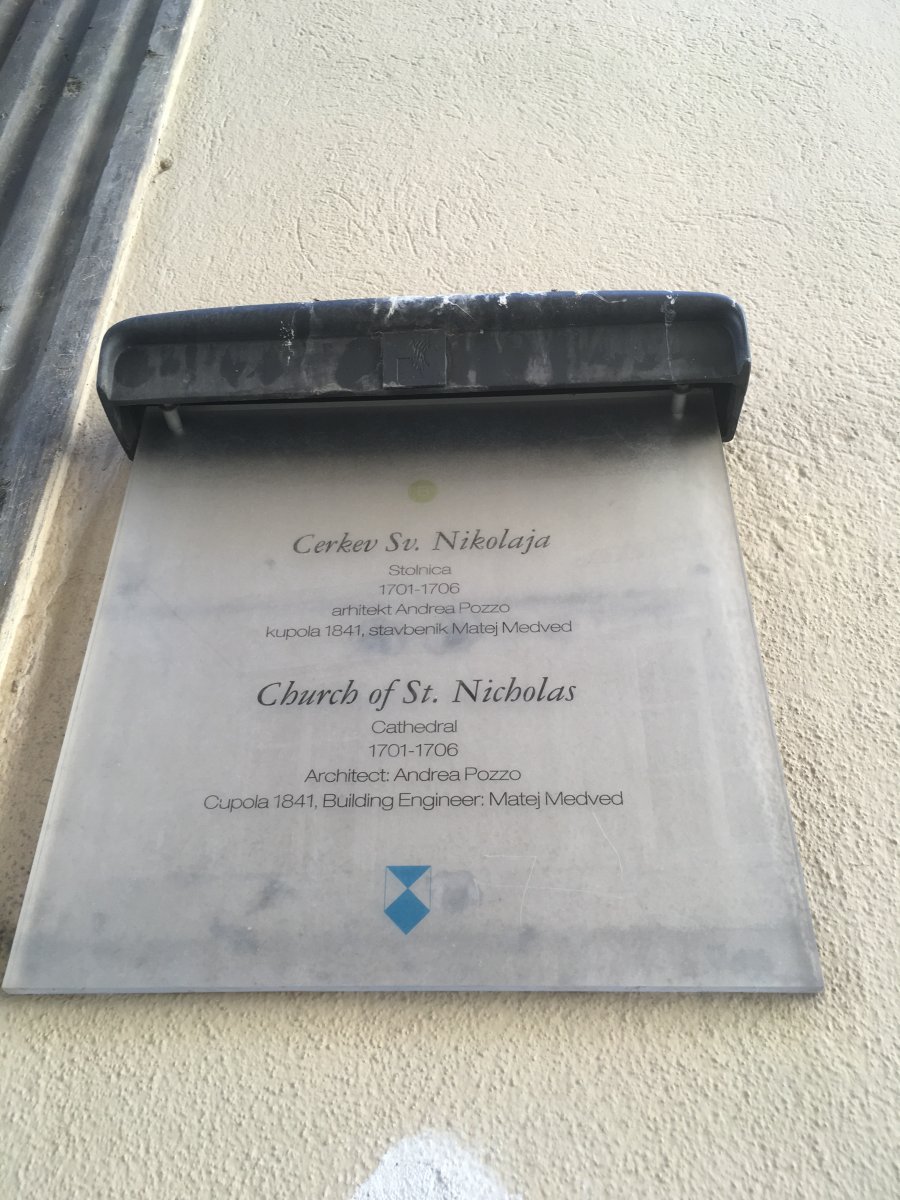 Cerkev Sv. Nikolaja
Stolnica
1701-1706
arhitekt Andrea Pozzo
kupola 1841, stavbenik Matej Medved
Church of St. Nicholas
Cathedral
1701-1706
Architect: Andrea Pozzo
Cupola 1841, Building Engineer: Matej Medved